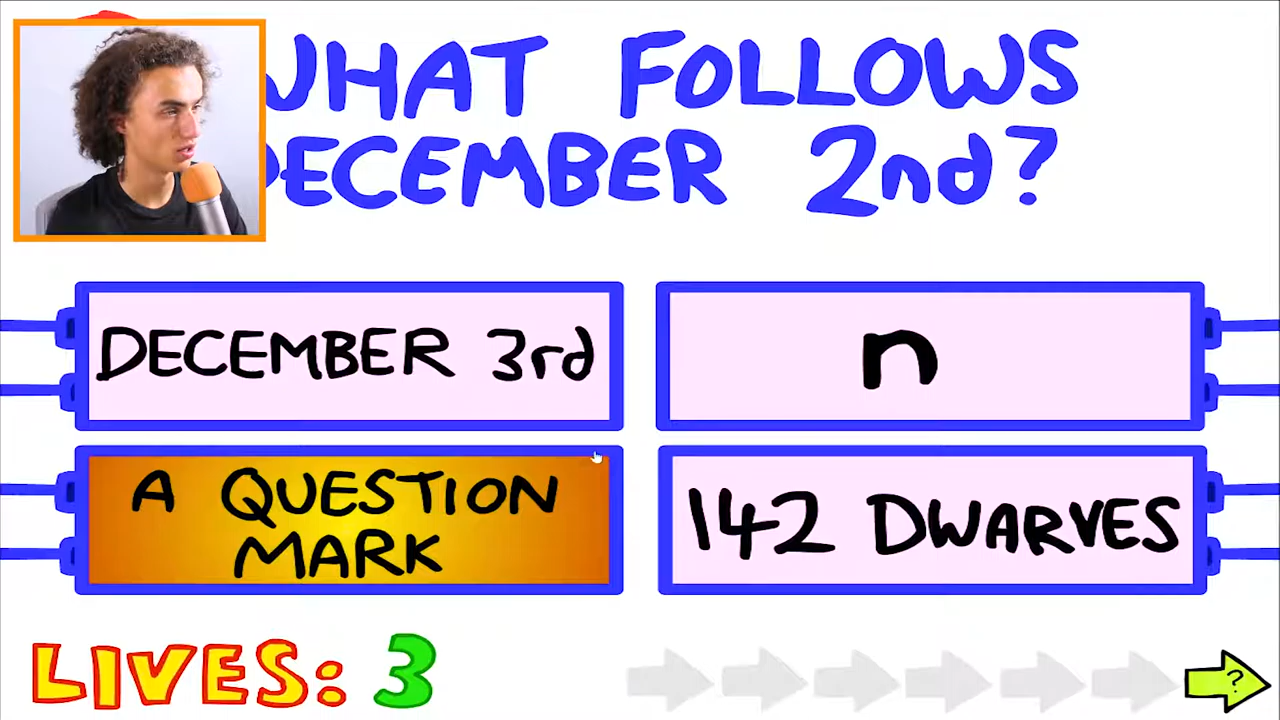 WHAT FOLLOWS
DECEMBER 2nd?
DECEMBER 3rd
n
A QUESTION
MARK
142 DWARVES
LIVES: 3
?